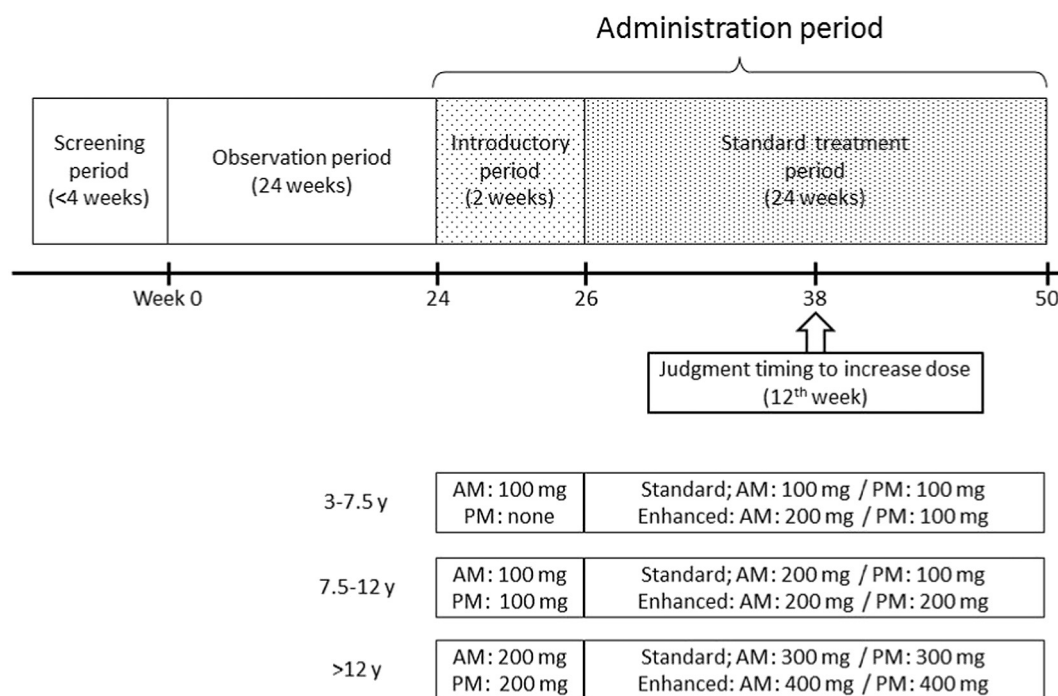 Administration period
Screening
period
(<4 weeks)
Observation period
(24 weeks)
Introductory
period
(2 weeks)
Standard treatment
period
(24 weeks)
Week 0
24
26
38
50
Judgment timing to increase dose
(12th week)
3-7.5 y
AM: 100 mg
PM: none
Standard; AM: 100 mg / PM: 100 mg
Enhanced: AM: 200 mg / PM: 100 mg
7.5-12 y
AM: 100 mg
PM: 100 mg
Standard; AM: 200 mg / PM: 100 mg
Enhanced: AM: 200 mg / PM: 200 mg
>12 y
AM: 200 mg
PM: 200 mg
Standard; AM: 300 mg / PM: 300 mg
Enhanced: AM: 400 mg / PM: 400 mg